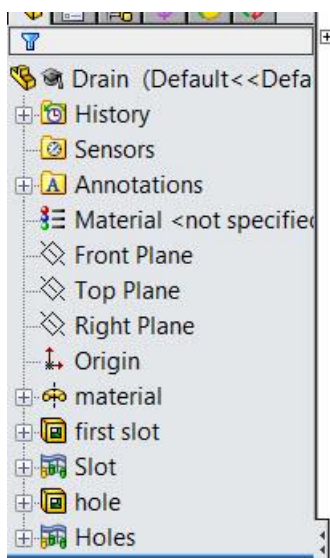 Drain (Default<<Defa
History
Sensors
Annotations
Material <not specified
Front Plane
Top Plane
Right Plane
Origin
material
first slot
Slot
hole
Holes